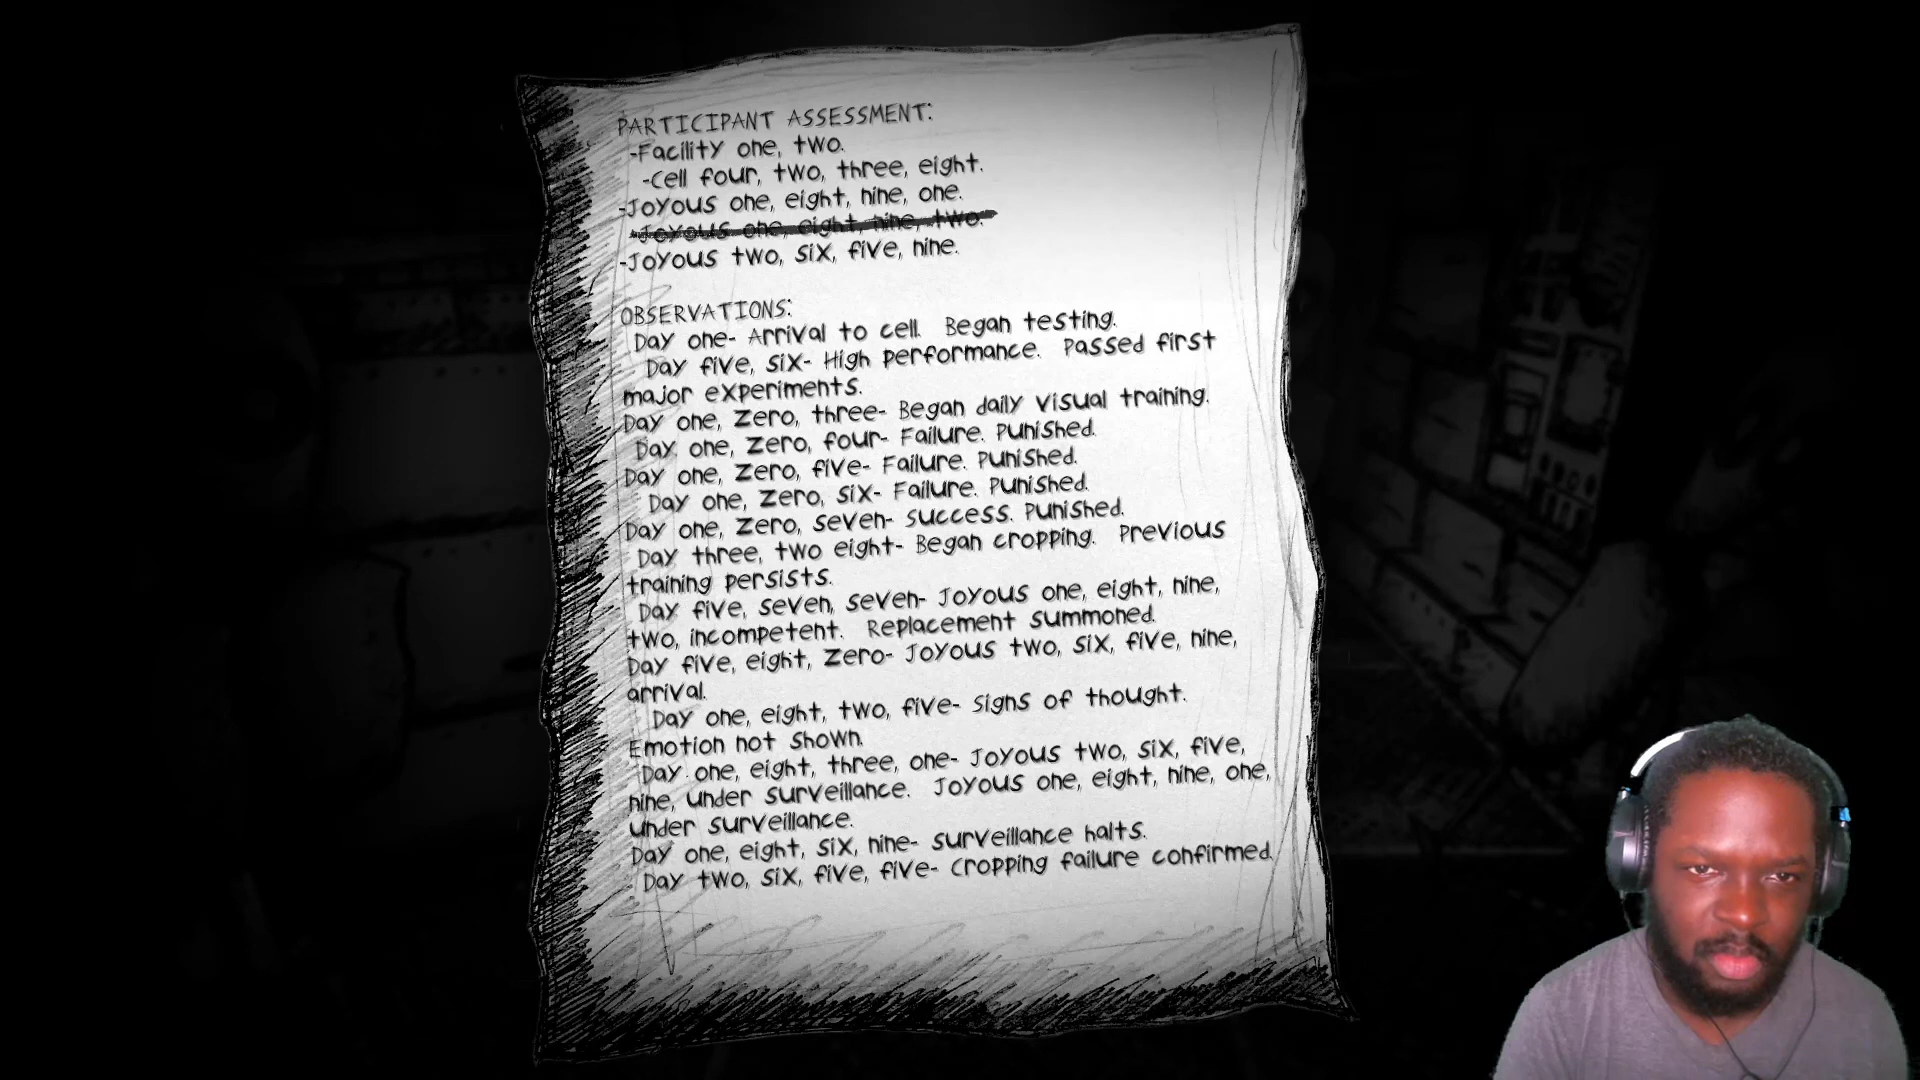 PARTICIPANT ASSESSMENT:
-Facility one, two.
-Cell four, two, three, eight.
-Joyous one, eight, nine, one.
-Joyous one, eight, nine, two.
-Joyous two, six, five, nine.
OBSERVATIONS:
Day one- Arrival to cell. Began testing.
Day five, six- High performance. Passed first
major experiments.
Day one, zero, three- Began daily visual training.
Day one, zero, four- Failure. Punished.
Day one, zero, five- Failure. Punished.
Day one, zero, six- Failure. Punished.
Day one, zero, seven- Success. Punished.
Day three, two eight- Began cropping. Previous
training persists.
Day five, seven, seven- Joyous one, eight, nine,
two, incompetent. Replacement summoned.
Day five, eight, zero- Joyous two, six, five, nine,
arrival.
Day one, eight, two, five- Signs of thought.
Emotion not shown.
Day one, eight, three, one- Joyous two, six, five,
nine, under surveillance. Joyous one, eight, nine, one,
under surveillance.
Day one, eight, six, nine- Surveillance halts.
Day two, six, five, five- Cropping failure confirmed.